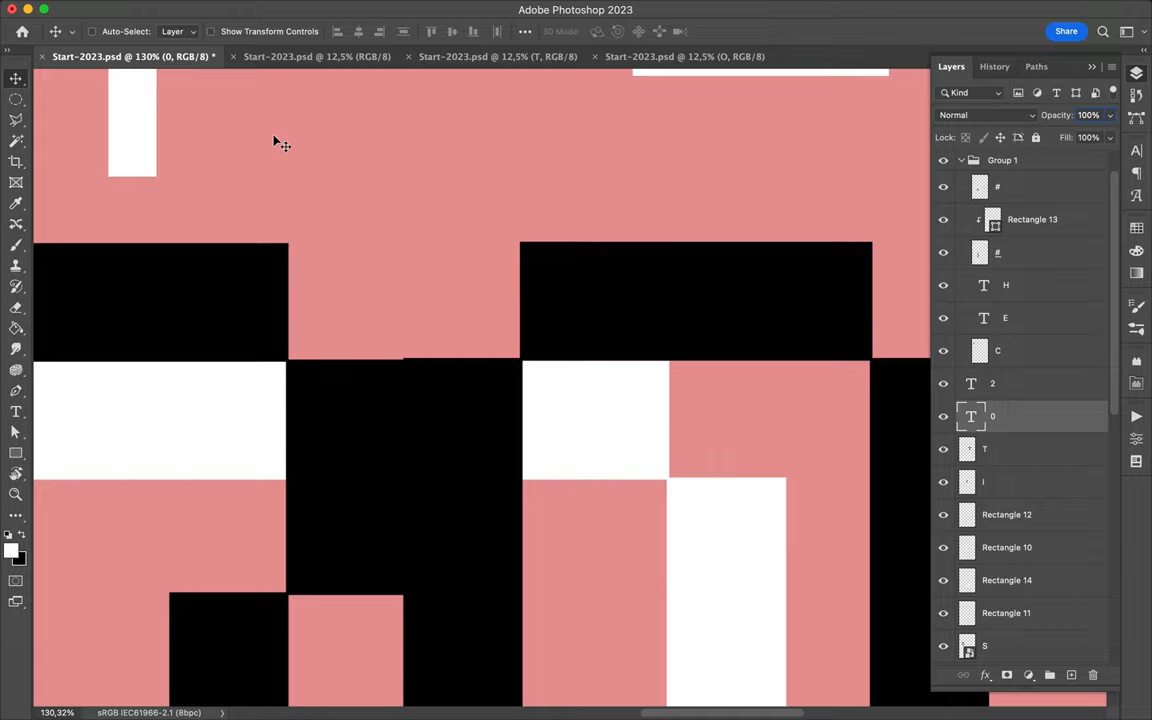 Adobe Photoshop 2023
Auto-Select: Layer Show Transform Controls 3D Mode: Share
Start-2023.psd @ 130% (0, RGB/8) * Start-2023.psd @ 12,5% (RGB/8) Start-2023.psd @ 12,5% (T, RGB/8) Start-2023.psd @ 12,5% (O, RGB/8)
Layers History Paths
Kind
Normal Opacity: 100%
Lock: Fill: 100%
Group 1
#
Rectangle 13
#
H
E
C
2
0
T
I
Rectangle 12
Rectangle 10
Rectangle 14
Rectangle 11
S
130,32% sRGB IEC61966-2.1 (8bpc)